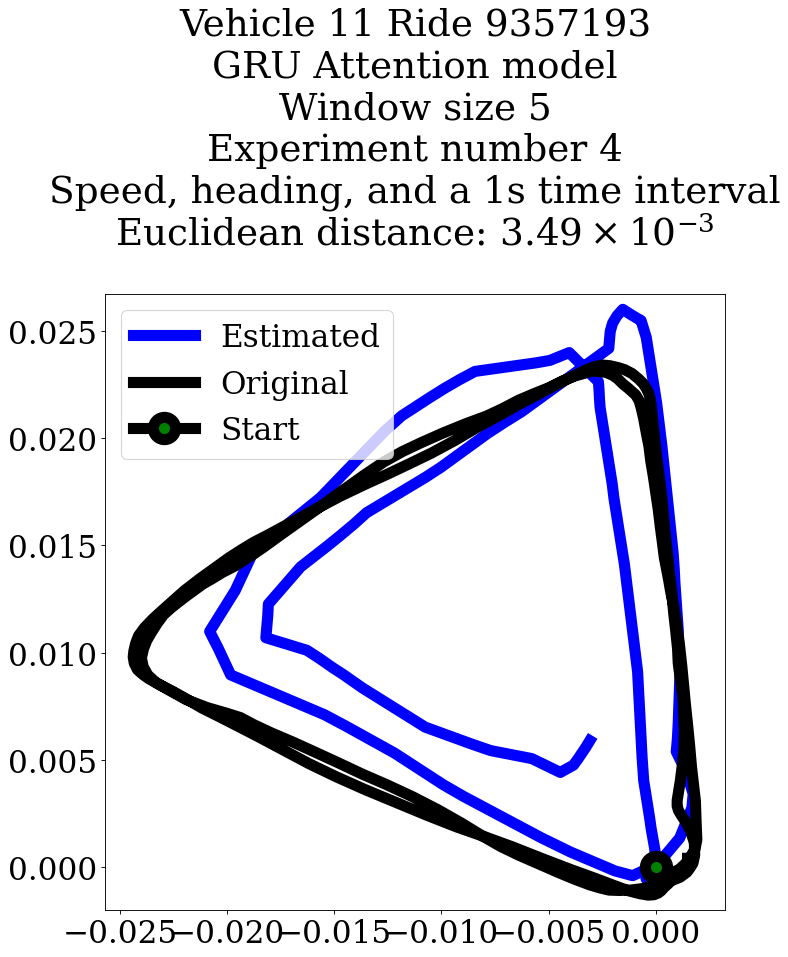 Vehicle 11 Ride 9357193
GRU Attention model
Window size 5
Experiment number 4
Speed, heading, and a 1s time interval
Euclidean distance: 3.49 × 10⁻³
Estimated
Original
Start
0.025
0.020
0.015
0.010
0.005
0.000
−0.025 −0.020 −0.015 −0.010 −0.005 0.000